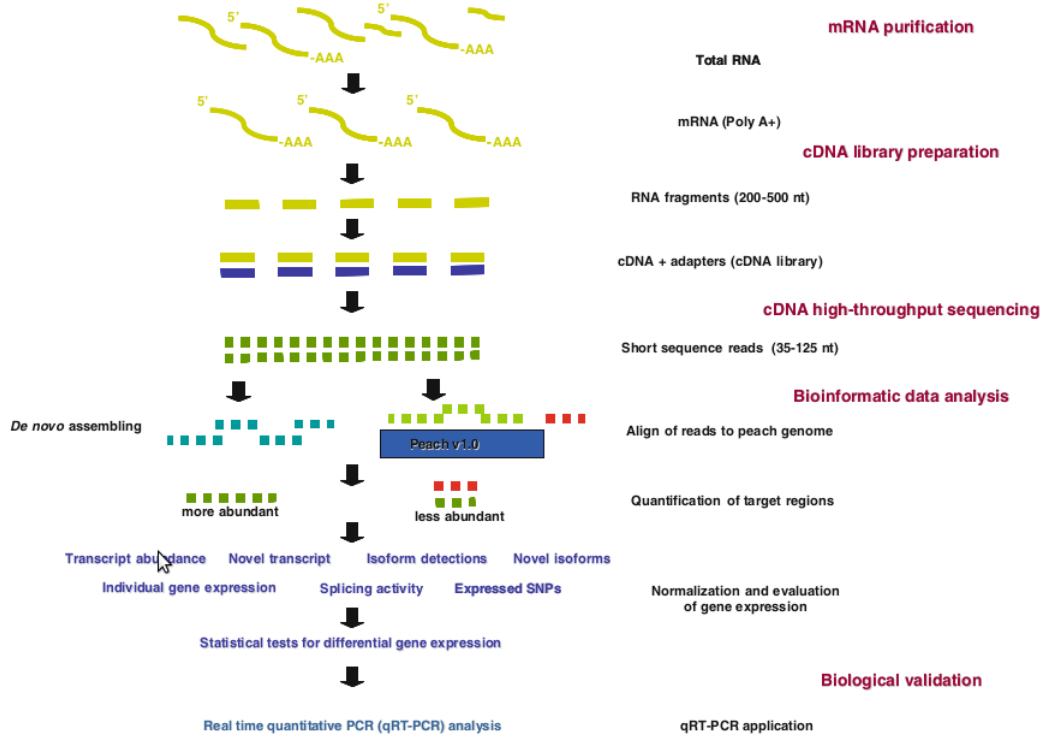 mRNA purification
5’ 5’
-AAA -AAA
Total RNA
5’ 5’ 5’
-AAA -AAA -AAA
mRNA (Poly A+)
cDNA library preparation
RNA fragments (200-500 nt)
cDNA + adapters (cDNA library)
cDNA high-throughput sequencing
Short sequence reads (35-125 nt)
Bioinformatic data analysis
De novo assembling
Peach v1.0
Align of reads to peach genome
more abundant
less abundant
Quantification of target regions
Transcript abundance Novel transcript Isoform detections Novel isoforms
Individual gene expression Splicing activity Expressed SNPs
Normalization and evaluation
of gene expression
Statistical tests for differential gene expression
Biological validation
Real time quantitative PCR (qRT-PCR) analysis
qRT-PCR application